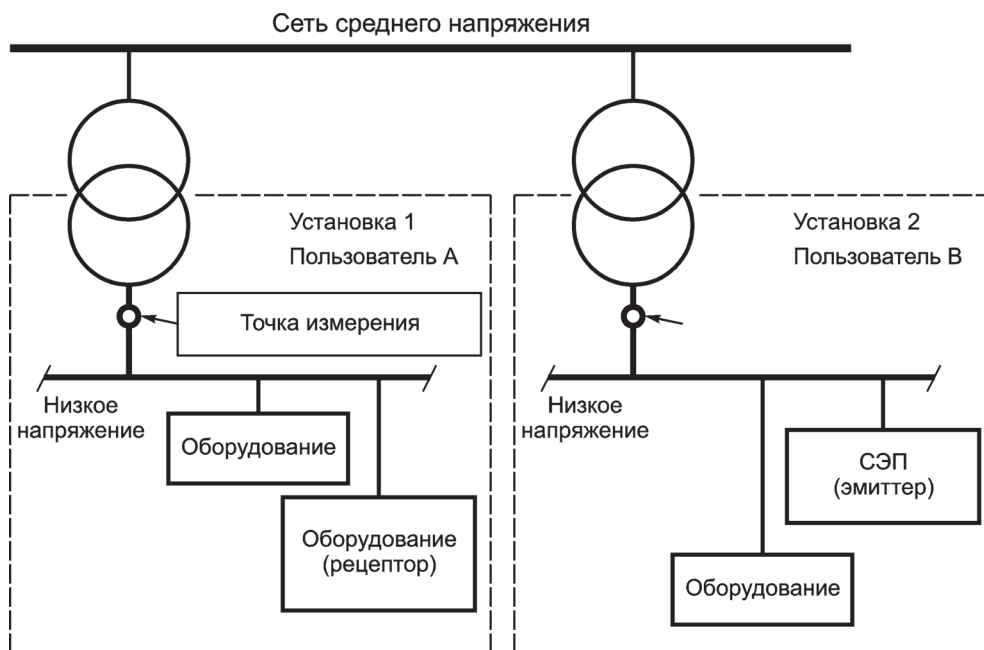 Сеть среднего напряжения
Установка 1
Пользователь А
Точка измерения
Низкое
напряжение
Оборудование
Оборудование
(рецептор)
Установка 2
Пользователь В
Низкое
напряжение
СЭП
(эмиттер)
Оборудование